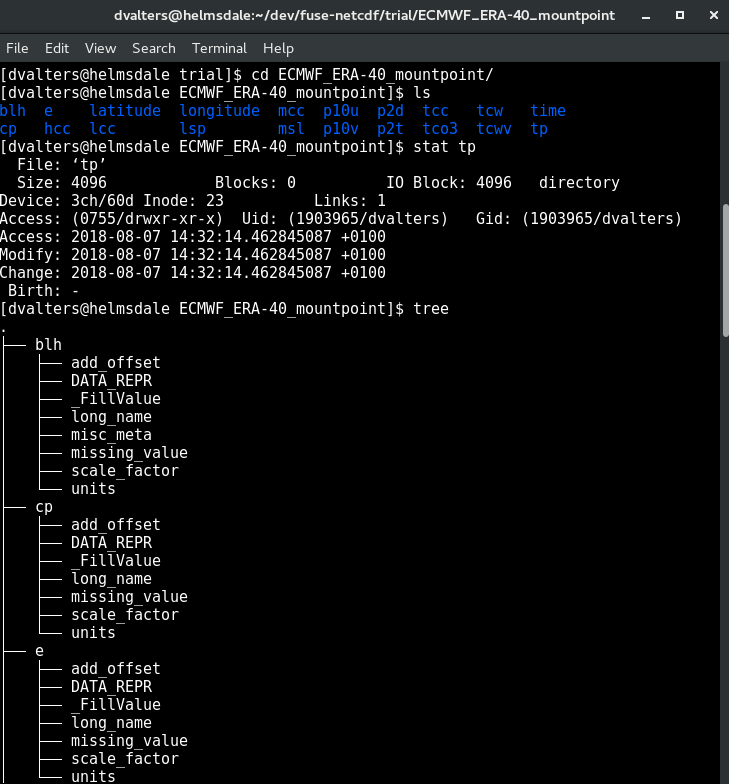 dvalters@helmsdale:~/dev/fuse-netcdf/trial/ECMWF_ERA-40_mountpoint
File Edit View Search Terminal Help
[dvalters@helmsdale trial]$ cd ECMWF_ERA-40_mountpoint/
[dvalters@helmsdale ECMWF_ERA-40_mountpoint]$ ls
blh  e    latitude  longitude  mcc  p10u  p2d  tcc   tcw   time
cp   hcc  lcc       lsp        msl  p10v  p2t  tco3  tcwv  tp
[dvalters@helmsdale ECMWF_ERA-40_mountpoint]$ stat tp
  File: ‘tp’
  Size: 4096            Blocks: 0          IO Block: 4096   directory
Device: 3ch/60d Inode: 23          Links: 1
Access: (0755/drwxr-xr-x)  Uid: (1903965/dvalters)   Gid: (1903965/dvalters)
Access: 2018-08-07 14:32:14.462845087 +0100
Modify: 2018-08-07 14:32:14.462845087 +0100
Change: 2018-08-07 14:32:14.462845087 +0100
 Birth: -
[dvalters@helmsdale ECMWF_ERA-40_mountpoint]$ tree
.
├── blh
│   ├── add_offset
│   ├── DATA_REPR
│   ├── _FillValue
│   ├── long_name
│   ├── misc_meta
│   ├── missing_value
│   ├── scale_factor
│   └── units
├── cp
│   ├── add_offset
│   ├── DATA_REPR
│   ├── _FillValue
│   ├── long_name
│   ├── missing_value
│   ├── scale_factor
│   └── units
├── e
│   ├── add_offset
│   ├── DATA_REPR
│   ├── _FillValue
│   ├── long_name
│   ├── missing_value
│   ├── scale_factor
│   └── units